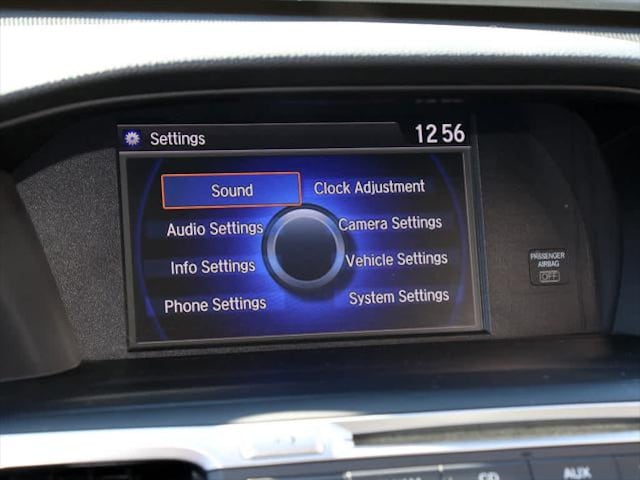 Settings
12 56
Sound
Clock Adjustment
Audio Settings
Camera Settings
Info Settings
Vehicle Settings
Phone Settings
System Settings
PASSENGER
AIRBAG
OFF
CD
AUX